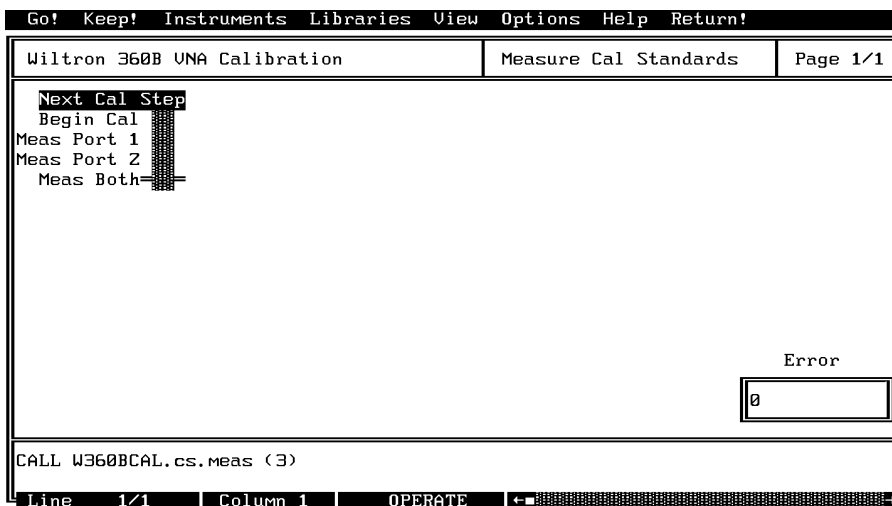 Go! Keep! Instruments Libraries View Options Help Return!
Wiltron 360B VNA Calibration Measure Cal Standards Page 1/1
Next Cal Step
Begin Cal
Meas Port 1
Meas Port 2
Meas Both
Error
0
CALL W360BCAL.cs.meas (3)
Line 1/1 Column 1 OPERATE